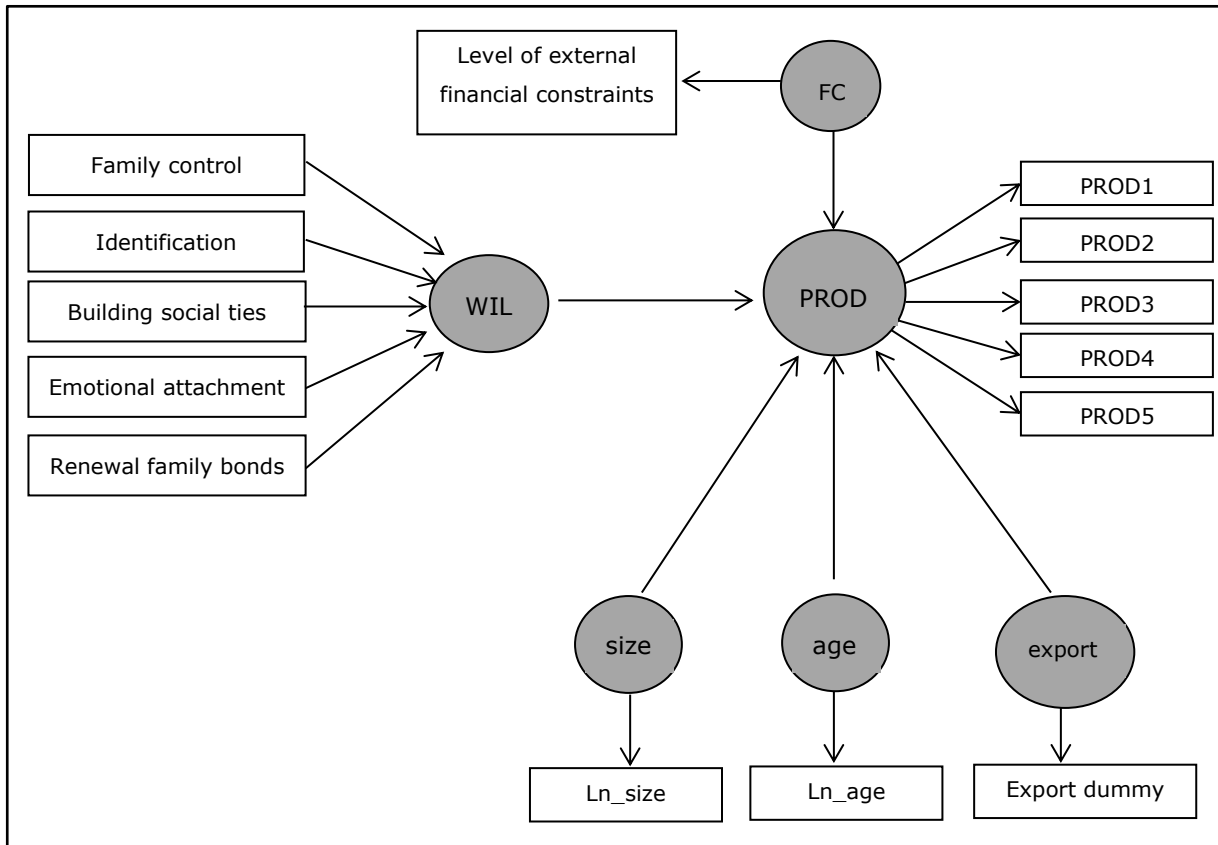 Level of external
financial constraints
FC
Family control
Identification
Building social ties
Emotional attachment
Renewal family bonds
WIL
PROD
PROD1
PROD2
PROD3
PROD4
PROD5
size
age
export
Ln_size
Ln_age
Export dummy